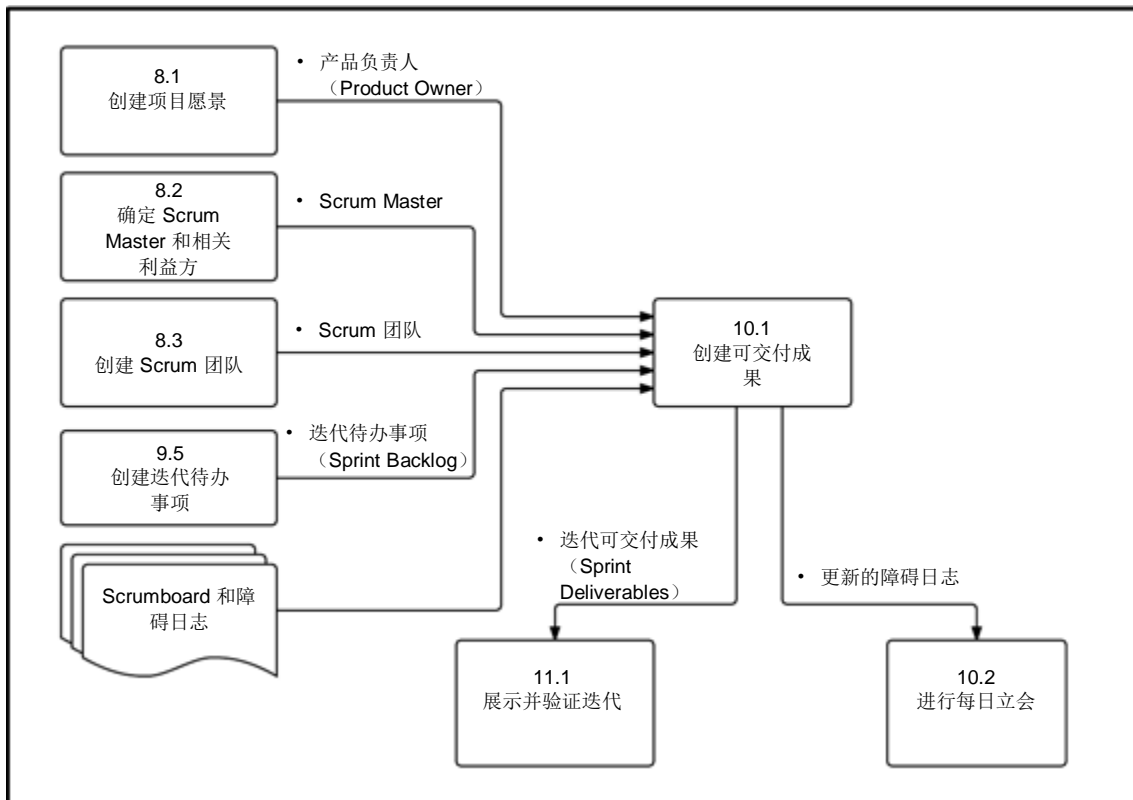 8.1
创建项目愿景
• 产品负责人
（Product Owner）
8.2
确定 Scrum
Master 和相关
利益方
• Scrum Master
8.3
创建 Scrum 团队
• Scrum 团队
10.1
创建可交付成
果
9.5
创建迭代待办
事项
• 迭代待办事项
（Sprint Backlog）
Scrumboard 和障
碍日志
• 迭代可交付成果
（Sprint
Deliverables）
• 更新的障碍日志
11.1
展示并验证迭代
10.2
进行每日立会